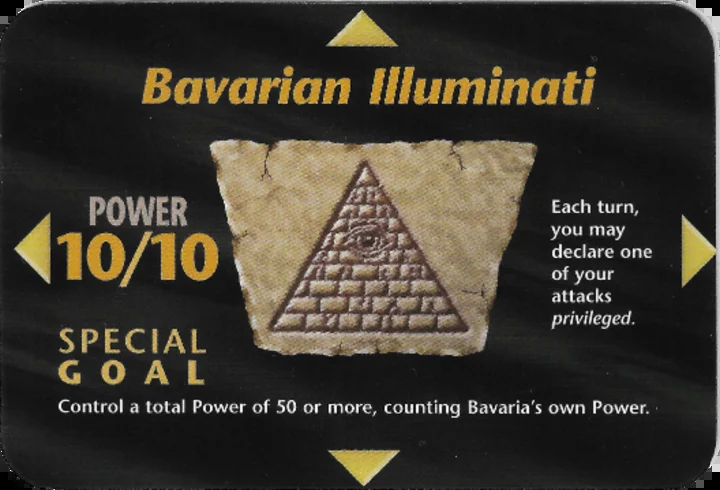 Bavarian Illuminati
POWER
10/10
Each turn,
you may
declare one
of your
attacks
privileged.
SPECIAL
GOAL
Control a total Power of 50 or more, counting Bavaria's own Power.